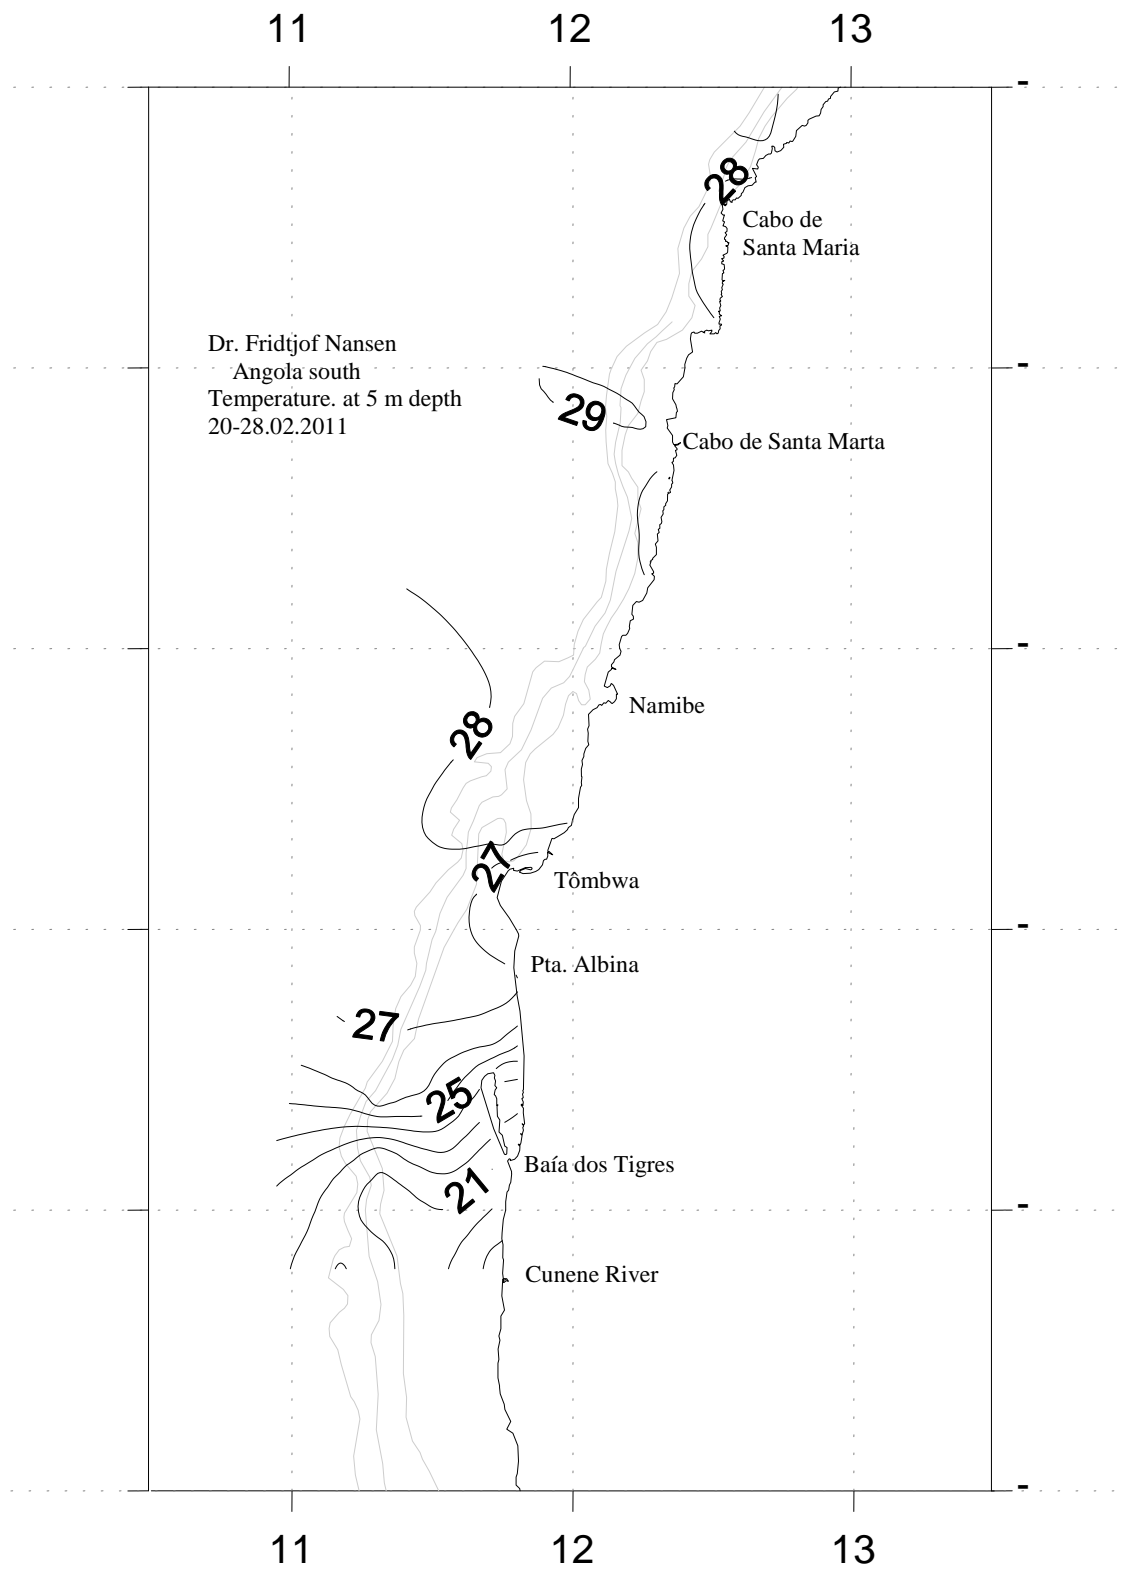 11 12 13
28
Cabo de
Santa Maria
Dr. Fridtjof Nansen
Angola south
Temperature. at 5 m depth
20-28.02.2011
29
Cabo de Santa Marta
Namibe
28
27
Tômbwa
Pta. Albina
27
25
Baía dos Tigres
21
Cunene River
11 12 13